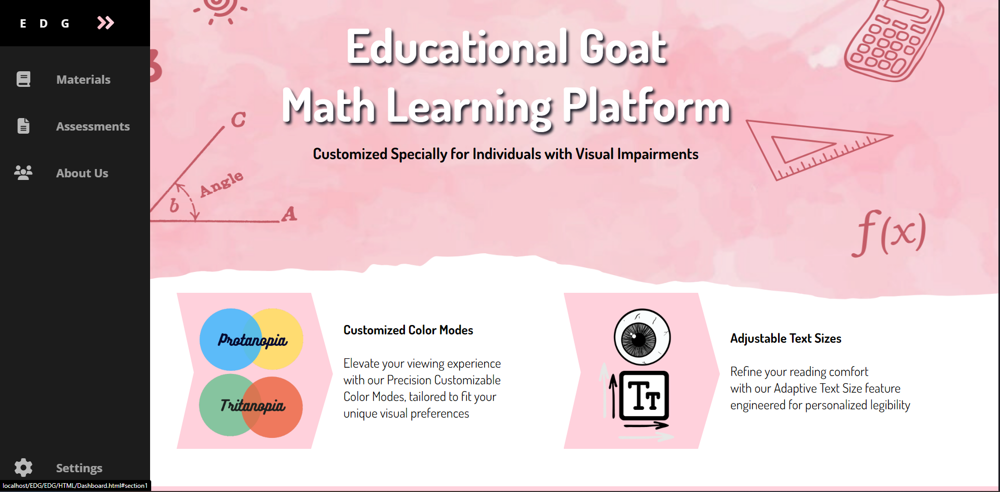 E D G
Materials
Assessments
About Us
Settings
localhost/EDG/EDG/HTML/Dashboard.html#section1
Educational Goat
Math Learning Platform
Customized Specially for Individuals with Visual Impairments
C
Angle
b
A
f(x)
Protanopia
Tritanopia
Customized Color Modes
Elevate your viewing experience
with our Precision Customizable
Color Modes, tailored to fit your
unique visual preferences
TT
Adjustable Text Sizes
Refine your reading comfort
with our Adaptive Text Size feature
engineered for personalized legibility